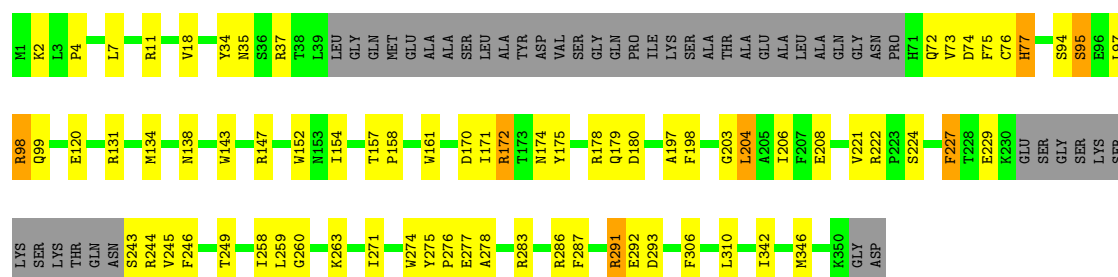 M1 K2 L3 P4 L7 R11 V18 Y34 N35 S36 R37 T38 L39 LEU GLY GLN MET GLU ALA ALA SER LEU ALA TYR ASP VAL SER GLY GLN PRO ILE LYS SER ALA THR ALA GLU ALA LEU ALA GLN GLY ASN PRO H71 Q72 V73 D74 F75 C76 H77 S94 S95 E96 I97
R98 Q99 E120 R131 M134 N138 W143 R147 W152 N153 I154 T157 P158 W161 D170 I171 R172 T173 N174 Y175 R178 Q179 D180 A197 F198 G203 L204 A205 I206 F207 E208 V221 R222 P223 S224 F227 T228 E229 K230 GLU SER GLY SER LYS SER
LYS SER LYS THR GLN ASN S243 R244 V245 F246 T249 I258 L259 G260 K263 I271 W274 Y275 P276 E277 A278 R283 R286 F287 R291 E292 D293 F306 L310 I342 M346 K350 GLY ASP